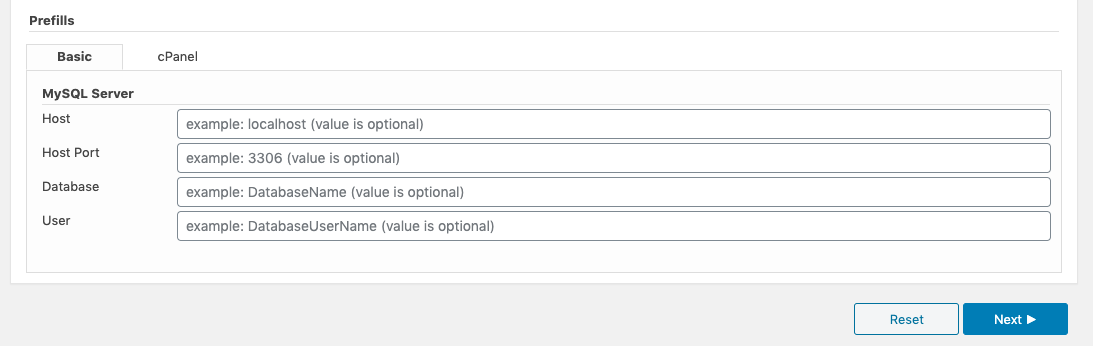 Prefills
Basic cPanel
MySQL Server
Host example: localhost (value is optional)
Host Port example: 3306 (value is optional)
Database example: DatabaseName (value is optional)
User example: DatabaseUserName (value is optional)
Reset Next ▶